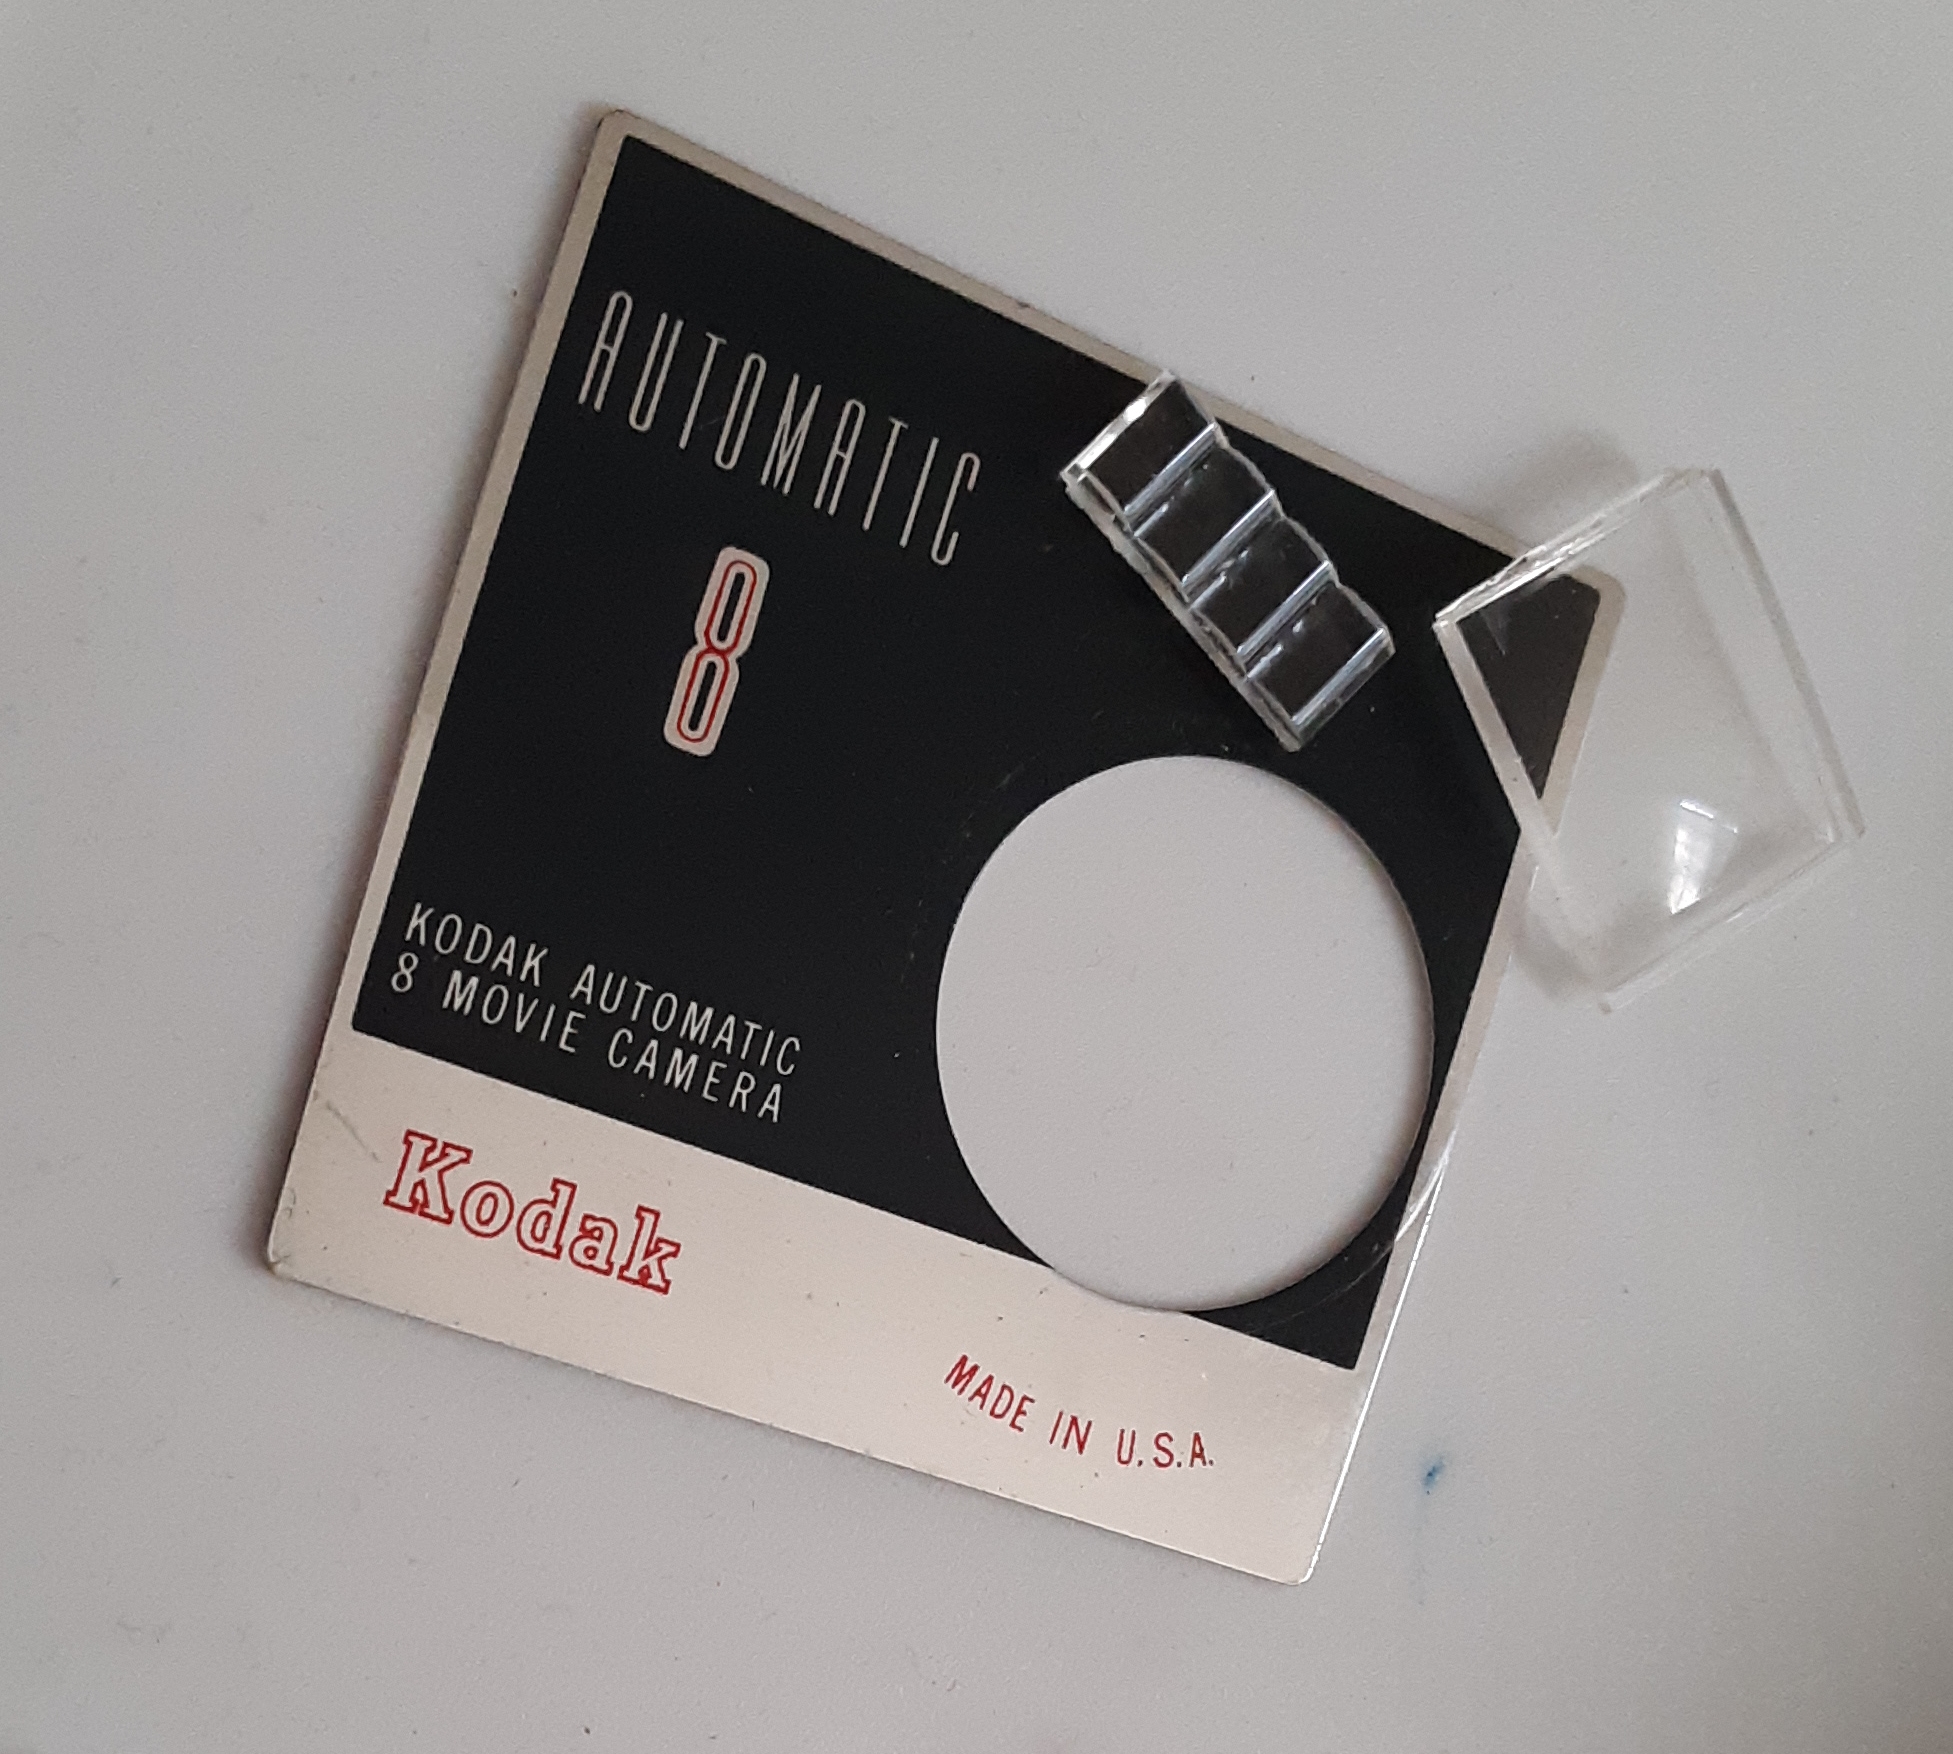 AUTOMATIC
8
KODAK AUTOMATIC
8 MOVIE CAMERA
Kodak
MADE IN U.S.A.